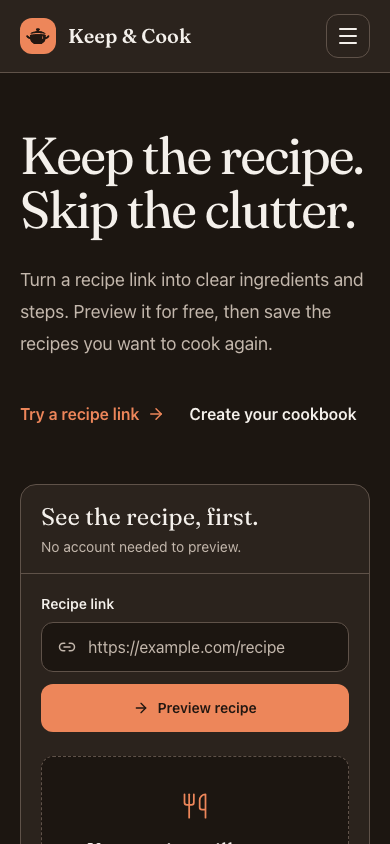 Keep & Cook
Keep the recipe.
Skip the clutter.
Turn a recipe link into clear ingredients and
steps. Preview it for free, then save the
recipes you want to cook again.
Try a recipe link → Create your cookbook
See the recipe, first.
No account needed to preview.
Recipe link
https://example.com/recipe
→ Preview recipe